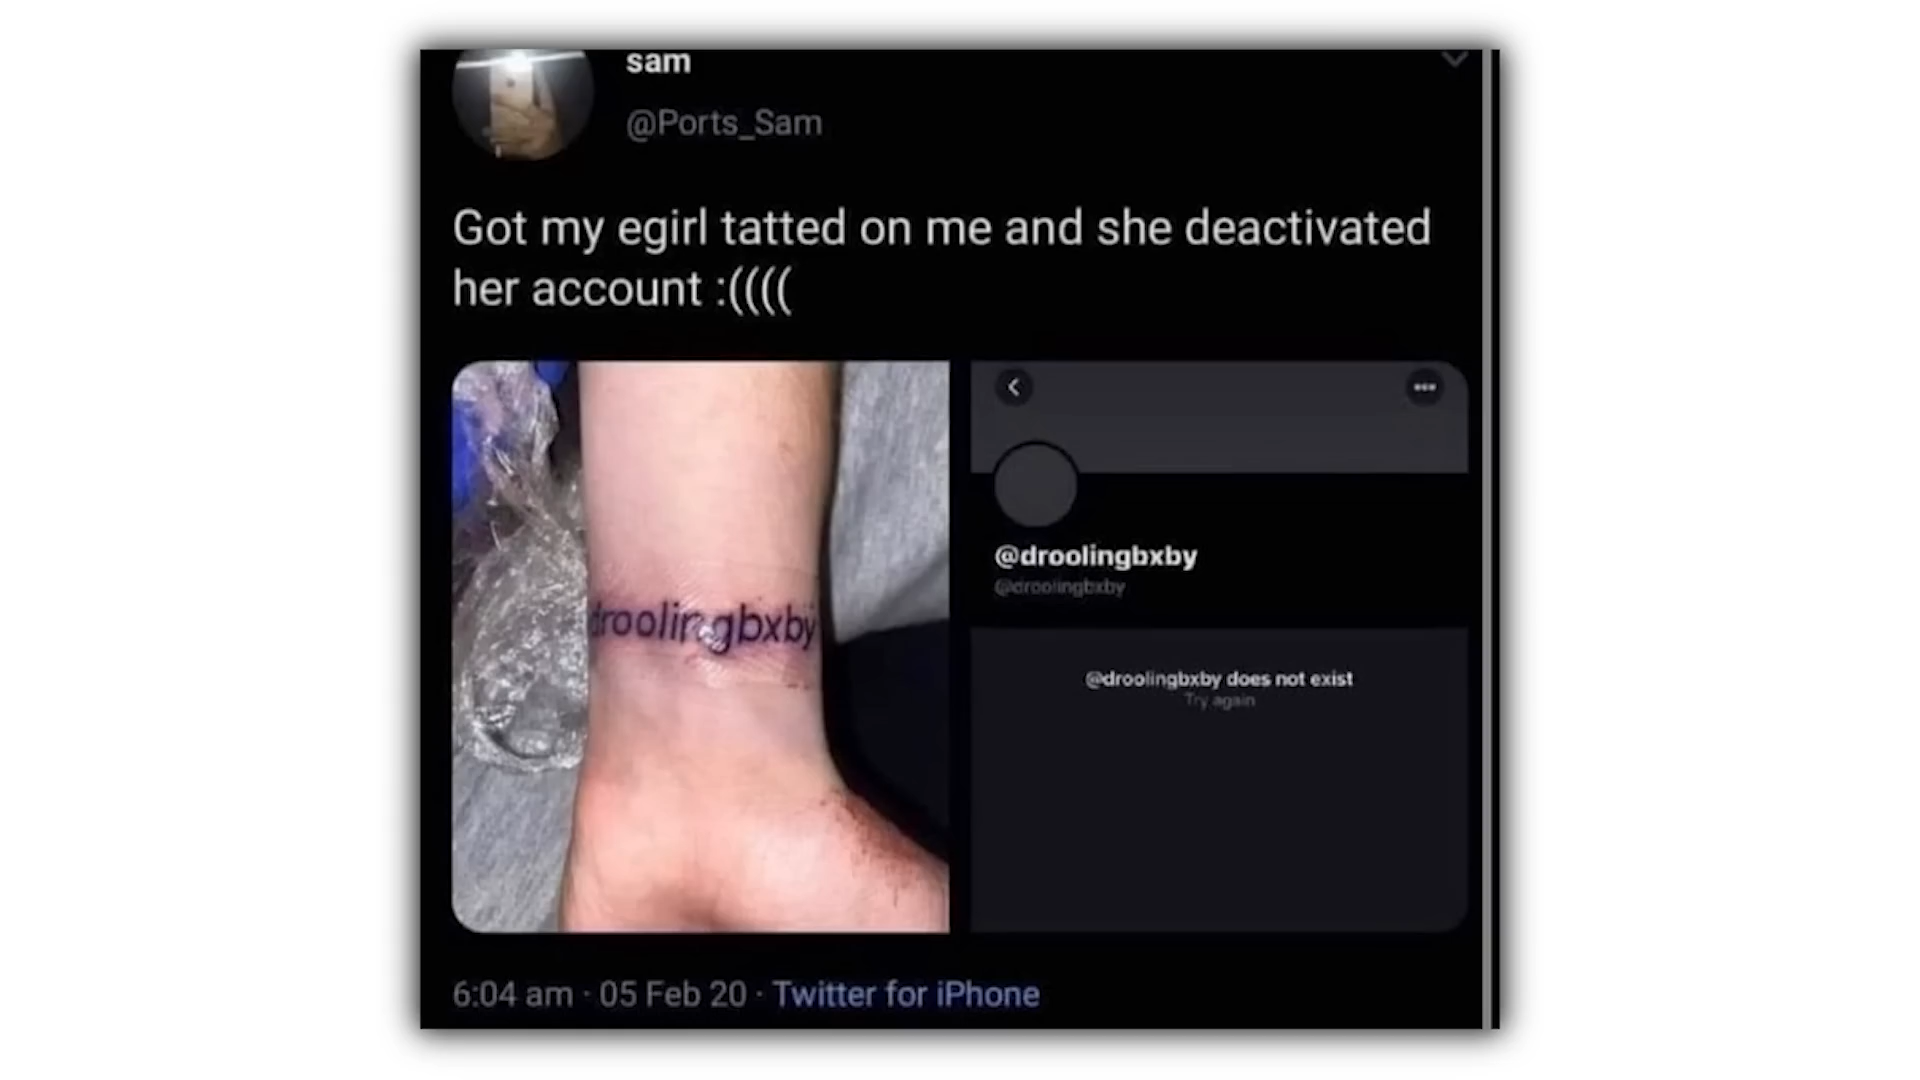 sam
@Ports_Sam
Got my egirl tatted on me and she deactivated
her account :((((
droolingbxby
@droolingbxby
@droolingbxby
@droolingbxby does not exist
Try again
6:04 am · 05 Feb 20 · Twitter for iPhone